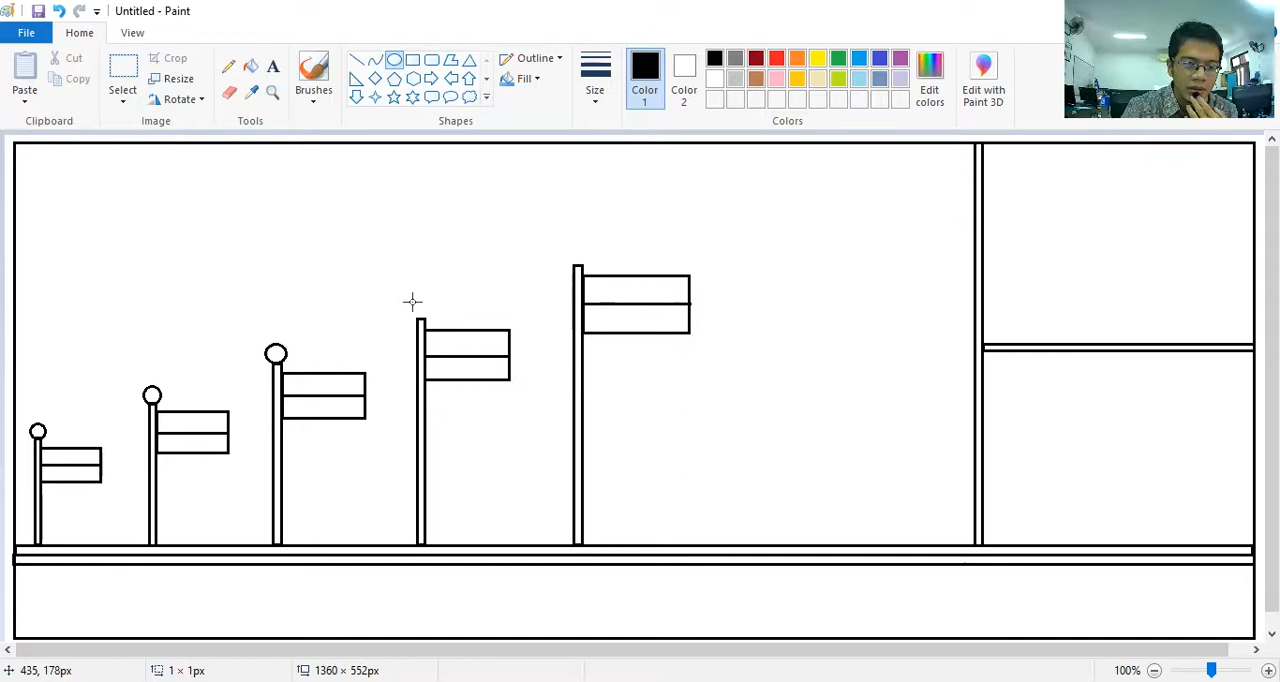 Untitled - Paint
File
Home
View
Paste
Cut
Copy
Clipboard
Select
Crop
Resize
Rotate
Image
A
Tools
Brushes
Shapes
Outline
Fill
Size
Color 1
Color 2
Edit colors
Edit with Paint 3D
Colors
435, 178px
1 × 1px
1360 × 552px
100%